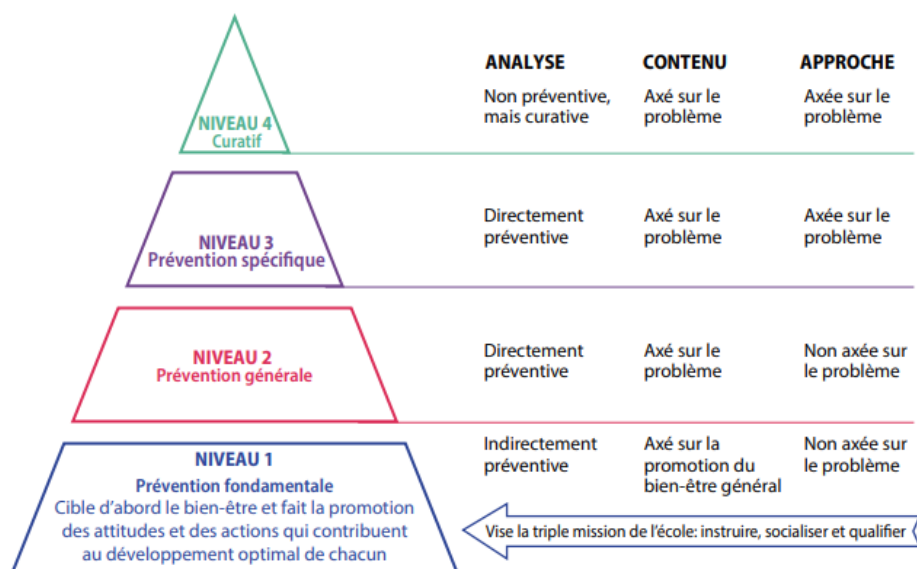 ANALYSE CONTENU APPROCHE
Non préventive, Axé sur le Axée sur le
mais curative problème problème
NIVEAU 4
Curatif
Directement Axé sur le Axée sur le
préventive problème problème
NIVEAU 3
Prévention spécifique
Directement Axé sur le Non axée sur
préventive problème le problème
NIVEAU 2
Prévention générale
Indirectement Axé sur la Non axée sur
préventive promotion du le problème
bien-être général
NIVEAU 1
Prévention fondamentale
Cible d'abord le bien-être et fait la promotion
des attitudes et des actions qui contribuent
au développement optimal de chacun
Vise la triple mission de l'école: instruire, socialiser et qualifier